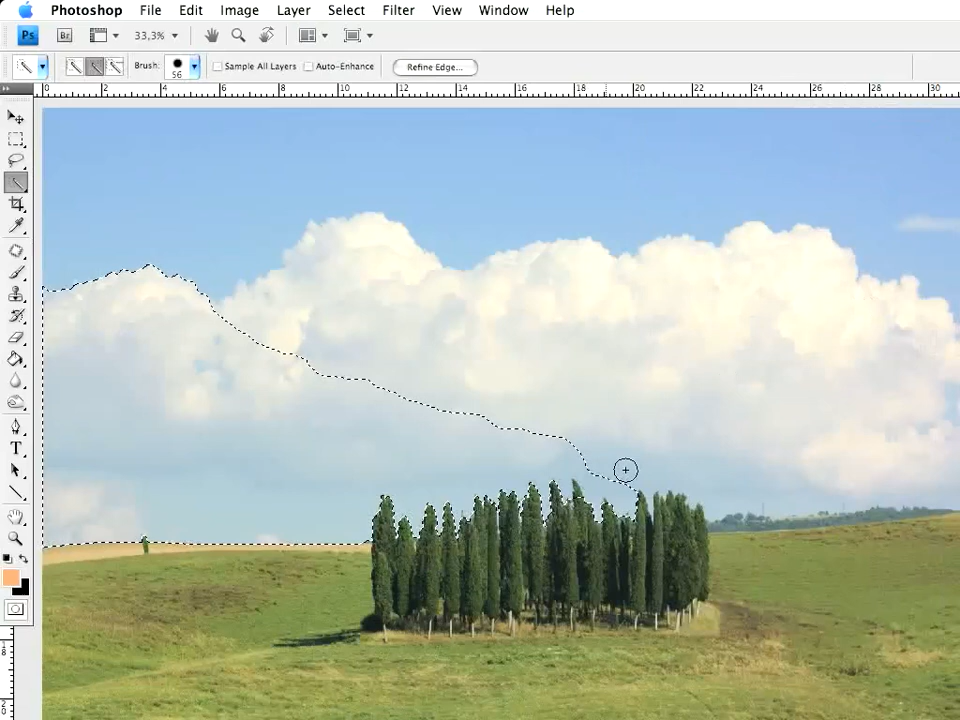 Photoshop File Edit Image Layer Select Filter View Window Help
Ps Br 33,3%
Brush: 56 Sample All Layers Auto-Enhance Refine Edge...
0 2 4 6 8 10 12 14 16 18 20 22 24 26 28 30
T
18
20